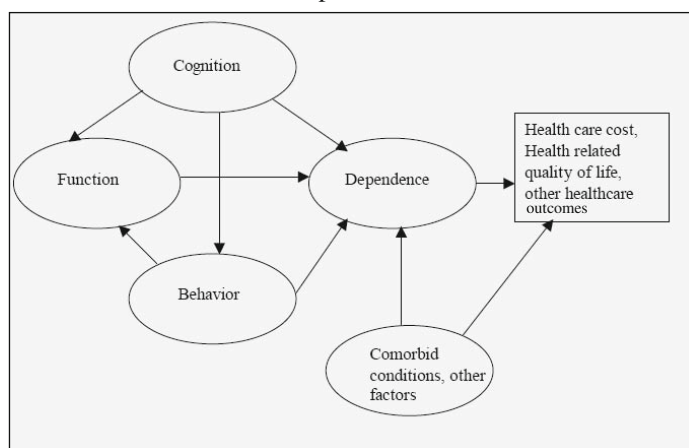 Cognition
Function
Dependence
Health care cost,
Health related
quality of life,
other healthcare
outcomes
Behavior
Comorbid
conditions, other
factors